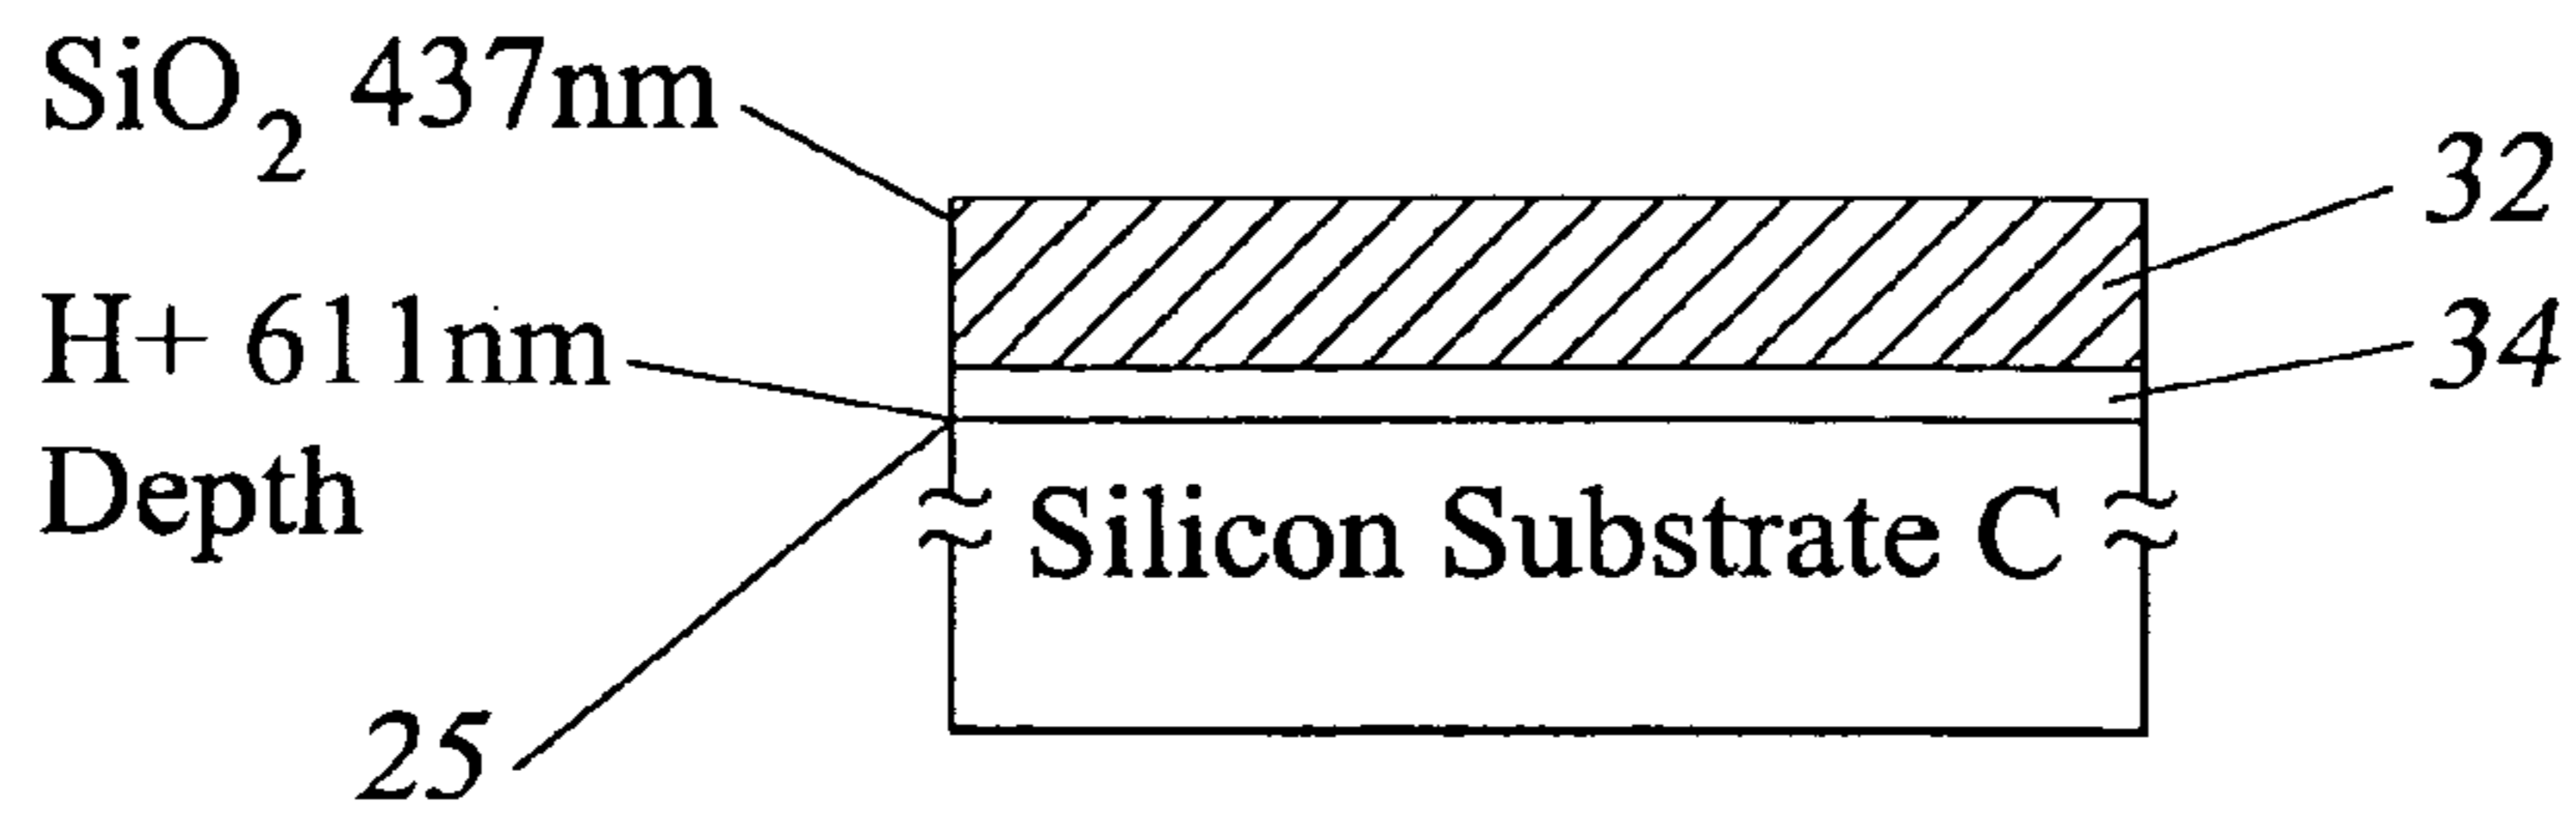 SiO₂ 437nm
32
H+ 611nm
Depth
34
Silicon Substrate C
25